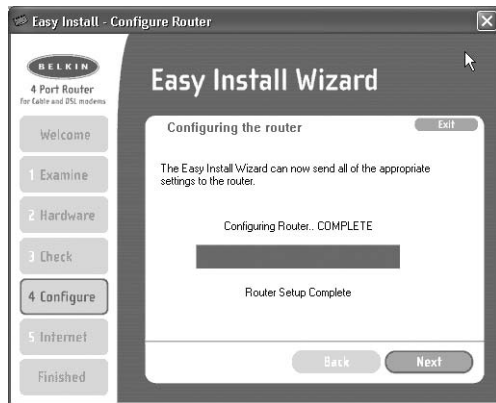 Easy Install - Configure Router
BELKIN
4 Port Router
For Cable and DSL modems
Easy Install Wizard
Welcome
1 Examine
2 Hardware
3 Check
4 Configure
5 Internet
Finished
Configuring the router
Exit
The Easy Install Wizard can now send all of the appropriate
settings to the router.
Configuring Router.. COMPLETE
Router Setup Complete
Back
Next